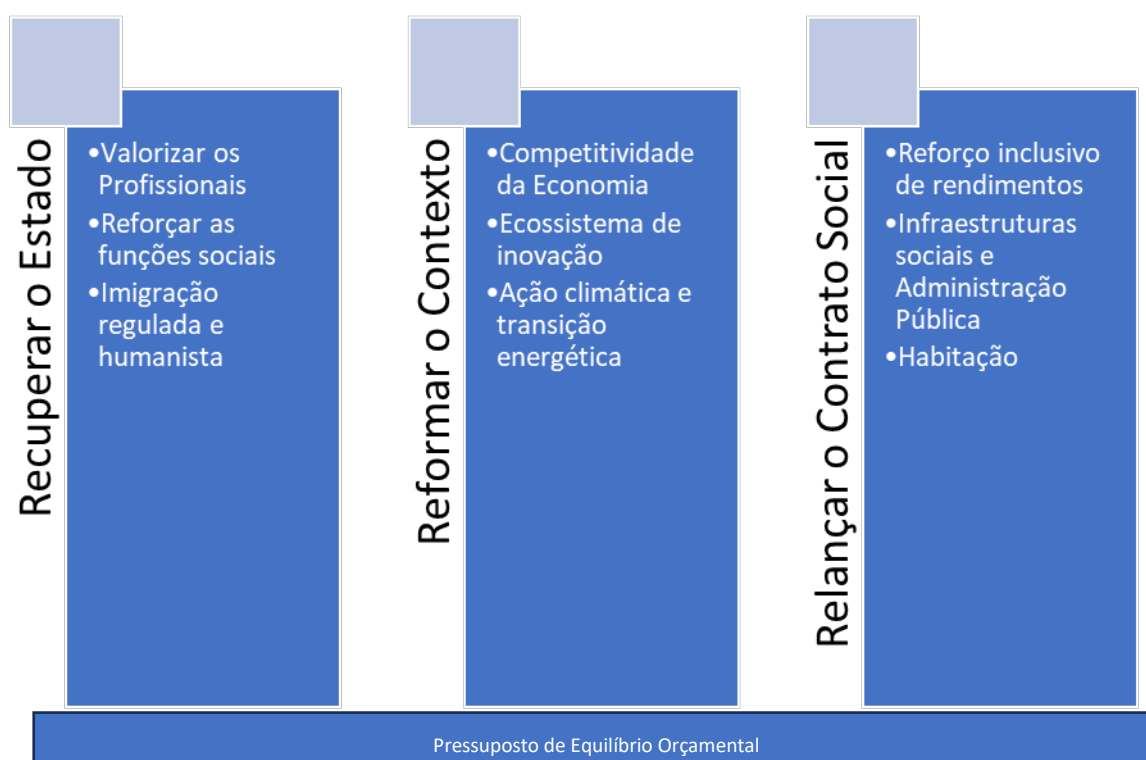 Recuperar o Estado
•Valorizar os
Profissionais
•Reforçar as
funções sociais
•Imigração
regulada e
humanista
Reformar o Contexto
•Competitividade
da Economia
•Ecossistema de
inovação
•Ação climática e
transição
energética
Relançar o Contrato Social
•Reforço inclusivo
de rendimentos
•Infraestruturas
sociais e
Administração
Pública
•Habitação
Pressuposto de Equilíbrio Orçamental